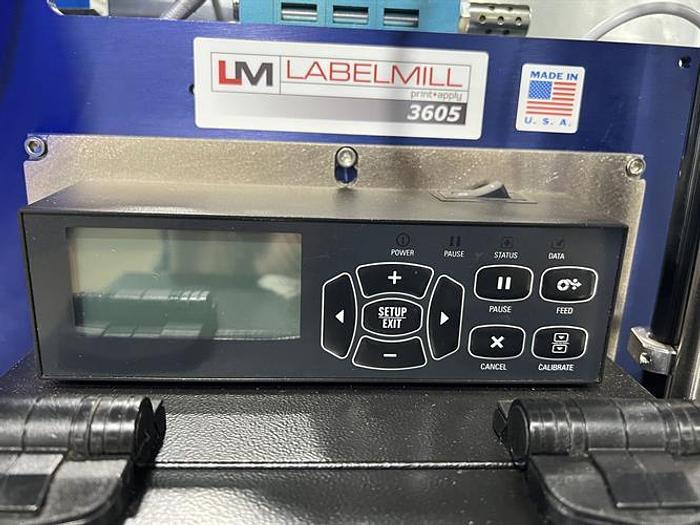 LM LABELMILL
print+apply
3605
MADE IN
U. S. A.
POWER PAUSE STATUS DATA
+
SETUP
EXIT
−
PAUSE FEED
CANCEL CALIBRATE